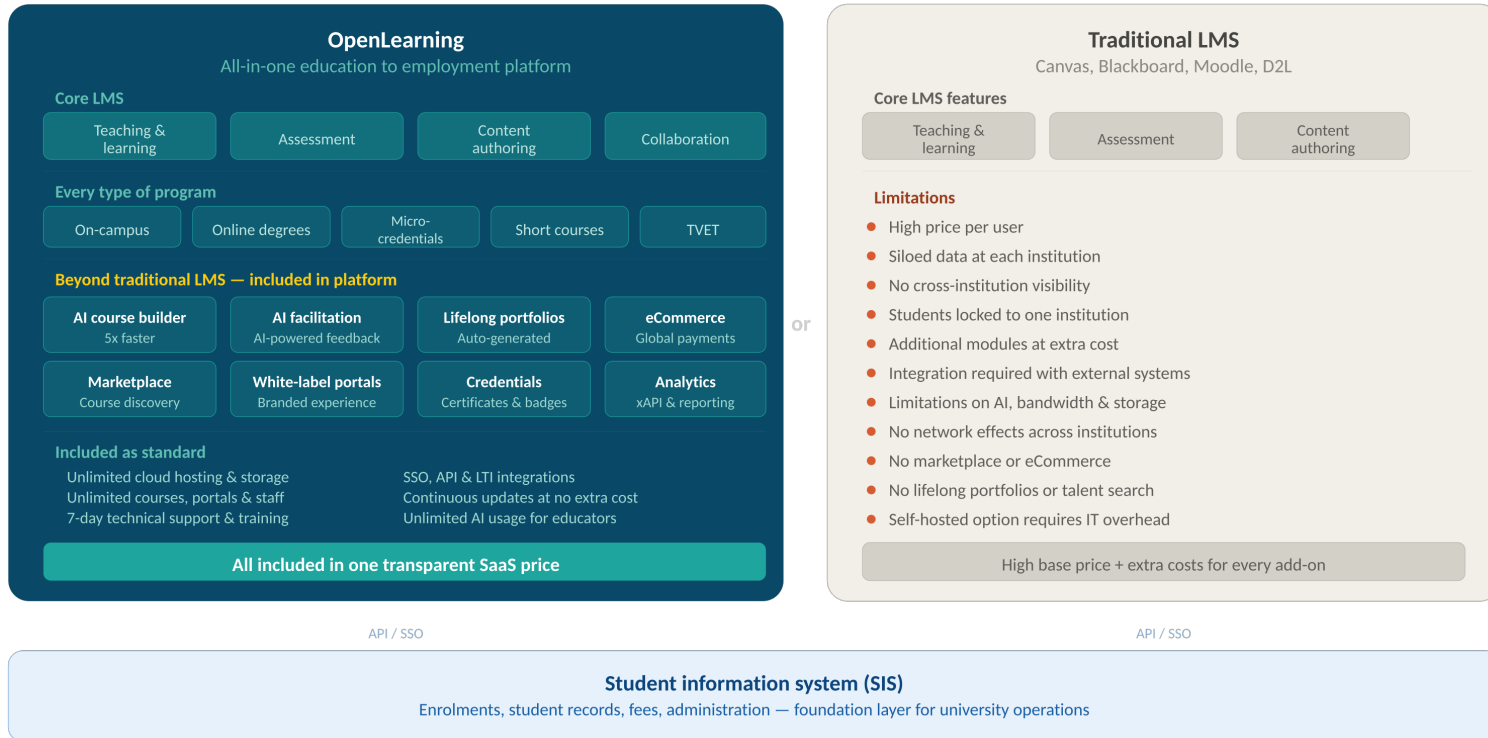 OpenLearning
All-in-one education to employment platform
Core LMS
Teaching &
learning
Assessment
Content
authoring
Collaboration
Every type of program
On-campus
Online degrees
Micro-
credentials
Short courses
TVET
Beyond traditional LMS — included in platform
AI course builder
5x faster
AI facilitation
AI-powered feedback
Lifelong portfolios
Auto-generated
eCommerce
Global payments
Marketplace
Course discovery
White-label portals
Branded experience
Credentials
Certificates & badges
Analytics
xAPI & reporting
Included as standard
Unlimited cloud hosting & storage
Unlimited courses, portals & staff
7-day technical support & training
SSO, API & LTI integrations
Continuous updates at no extra cost
Unlimited AI usage for educators
All included in one transparent SaaS price
or
Traditional LMS
Canvas, Blackboard, Moodle, D2L
Core LMS features
Teaching &
learning
Assessment
Content
authoring
Limitations
High price per user
Siloed data at each institution
No cross-institution visibility
Students locked to one institution
Additional modules at extra cost
Integration required with external systems
Limitations on AI, bandwidth & storage
No network effects across institutions
No marketplace or eCommerce
No lifelong portfolios or talent search
Self-hosted option requires IT overhead
High base price + extra costs for every add-on
API / SSO
API / SSO
Student information system (SIS)
Enrolments, student records, fees, administration — foundation layer for university operations